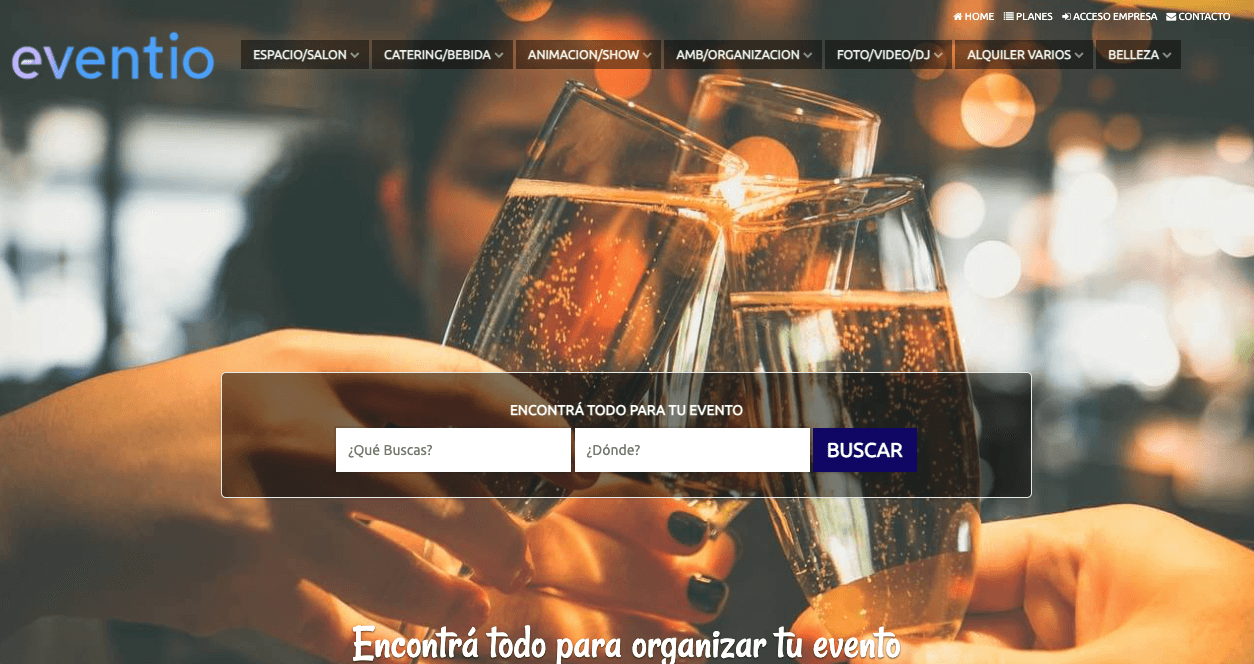 HOME PLANES ACCESO EMPRESA CONTACTO
eventio
ESPACIO/SALON CATERING/BEBIDA ANIMACION/SHOW AMB/ORGANIZACION FOTO/VIDEO/DJ ALQUILER VARIOS BELLEZA
ENCONTRÁ TODO PARA TU EVENTO
¿Qué Buscas? ¿Dónde? BUSCAR
Encontrá todo para organizar tu evento